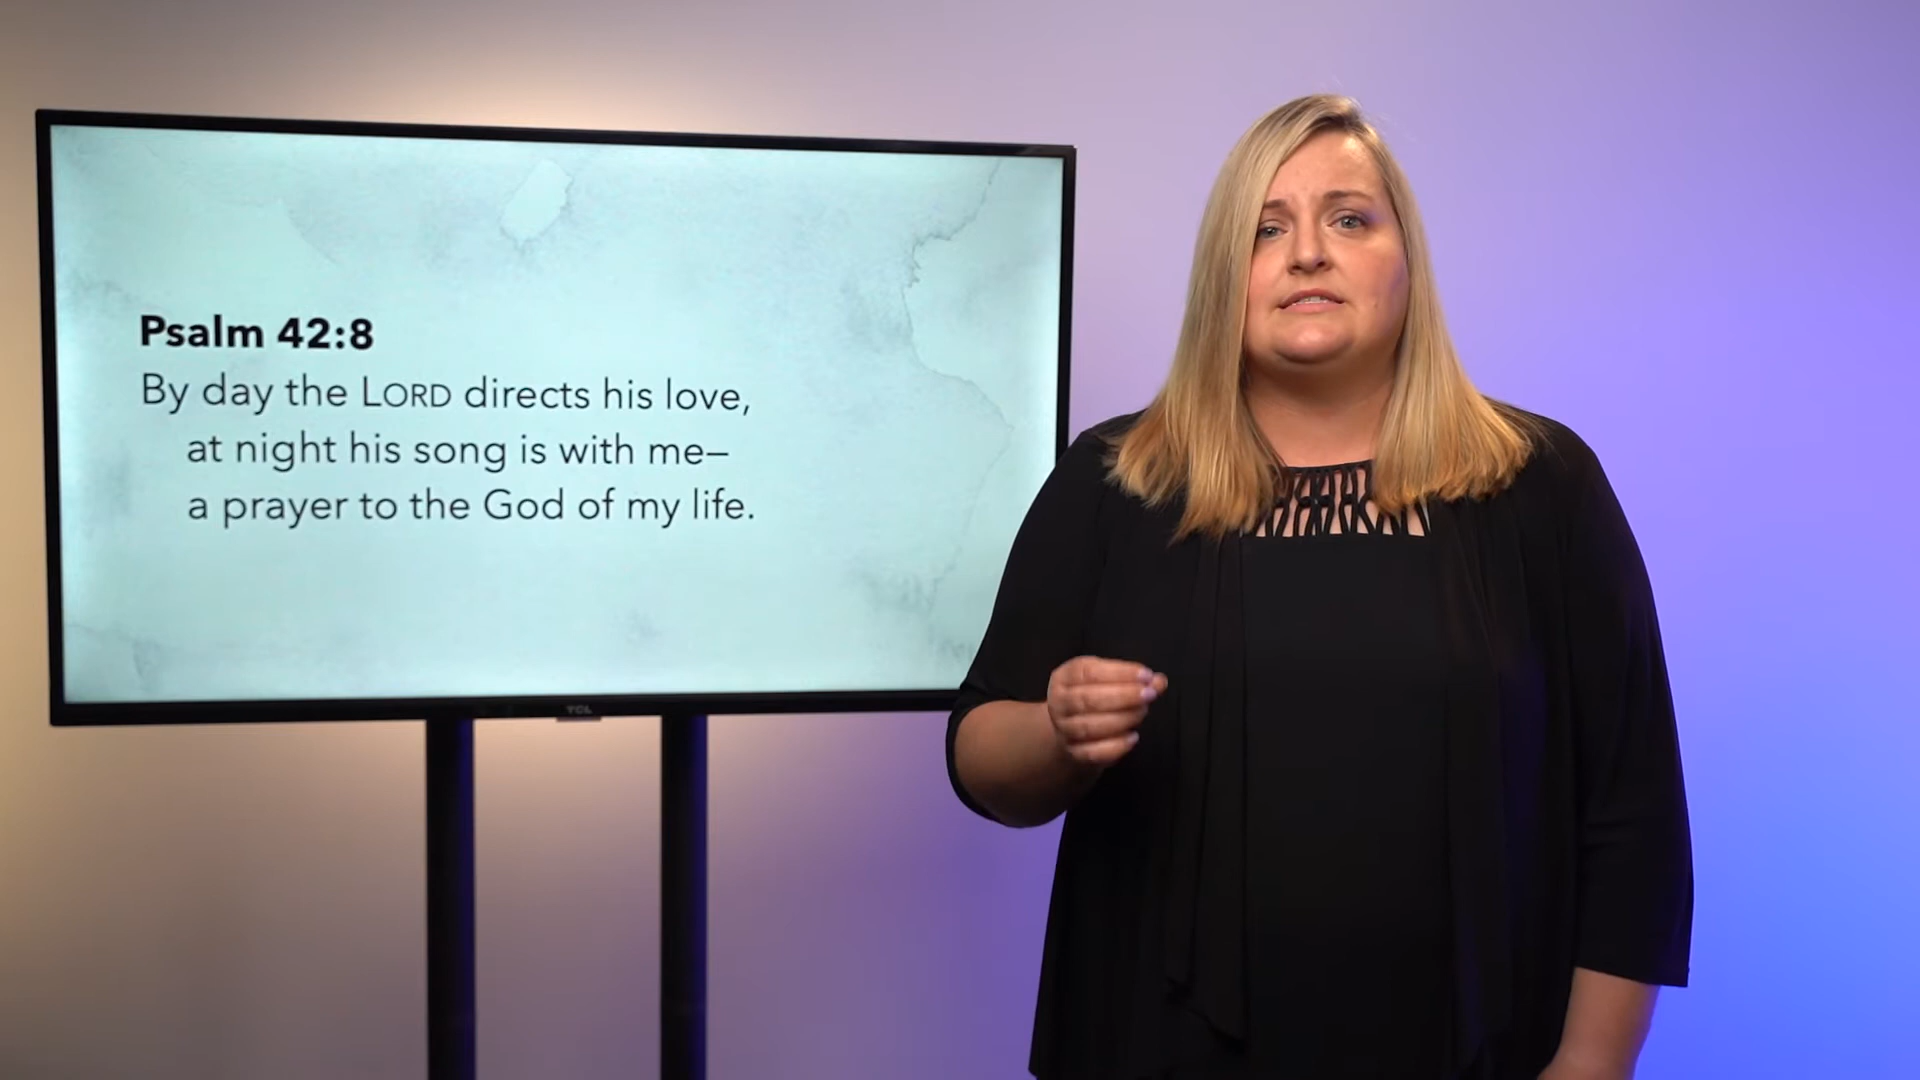 Psalm 42:8
By day the LORD directs his love,
at night his song is with me–
a prayer to the God of my life.
TCL